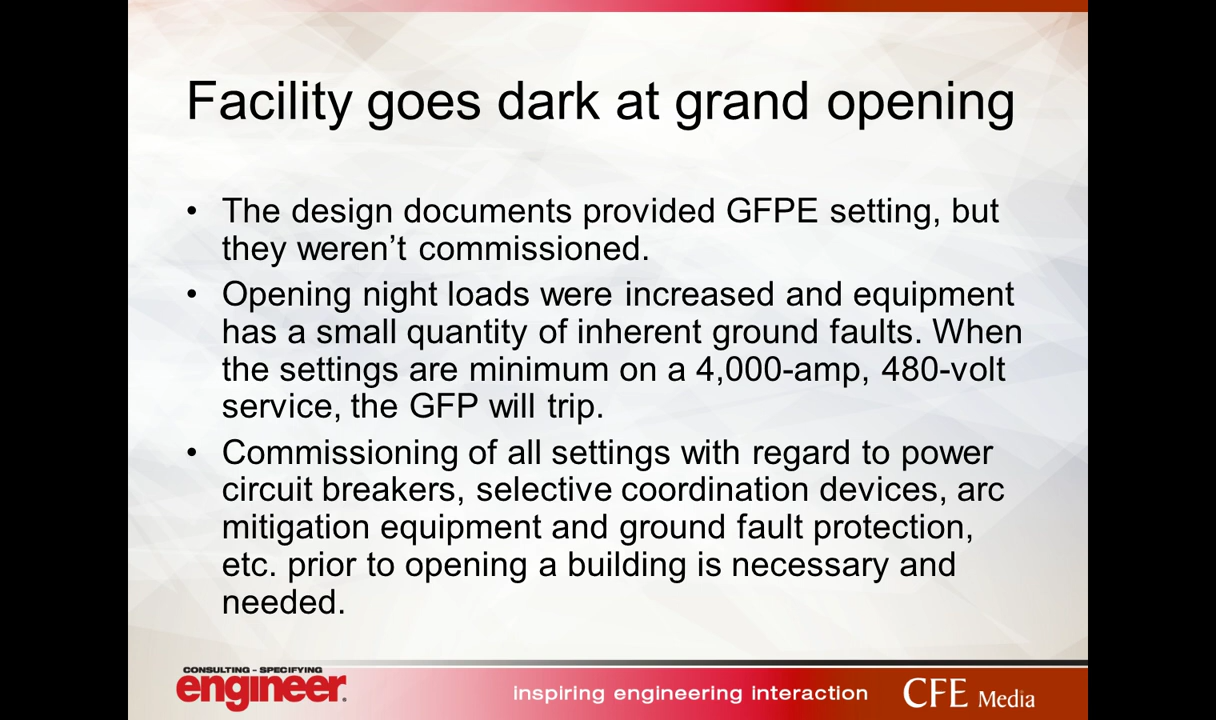 Facility goes dark at grand opening
• The design documents provided GFPE setting, but
they weren’t commissioned.
• Opening night loads were increased and equipment
has a small quantity of inherent ground faults. When
the settings are minimum on a 4,000-amp, 480-volt
service, the GFP will trip.
• Commissioning of all settings with regard to power
circuit breakers, selective coordination devices, arc
mitigation equipment and ground fault protection,
etc. prior to opening a building is necessary and
needed.
CONSULTING - SPECIFYING
engineer.
inspiring engineering interaction
CFE Media